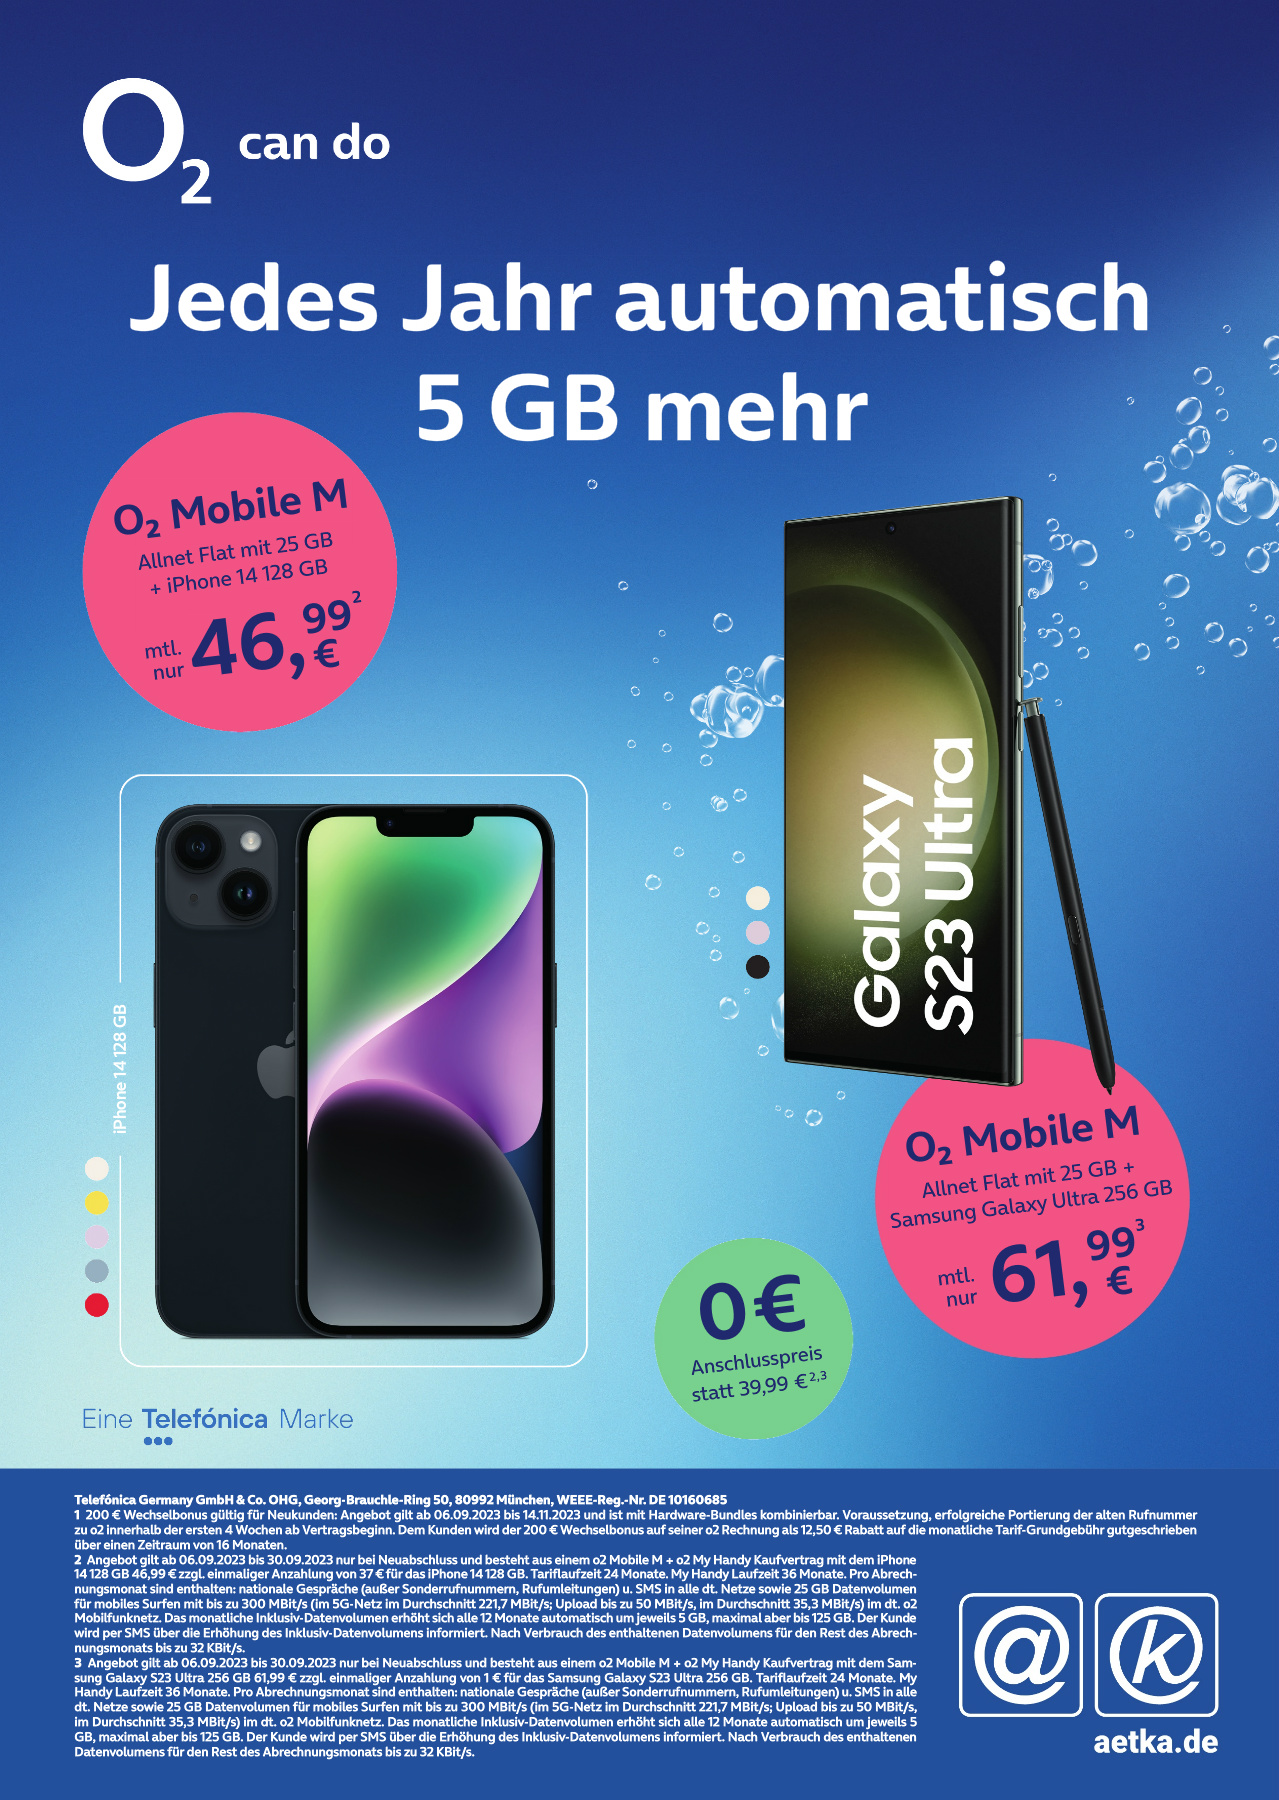 O2 can do
Jedes Jahr automatisch
5 GB mehr
O₂ Mobile M
Allnet Flat mit 25 GB
+ iPhone 14 128 GB
mtl.
nur 46,99 €²
iPhone 14 128 GB
Galaxy
S23 Ultra
O₂ Mobile M
Allnet Flat mit 25 GB +
Samsung Galaxy Ultra 256 GB
mtl.
nur 61,99 €³
0 €
Anschlusspreis
statt 39,99 €²,³
Eine Telefónica Marke
Telefónica Germany GmbH & Co. OHG, Georg-Brauchle-Ring 50, 80992 München, WEEE-Reg.-Nr. DE 10160685
1 200 € Wechselbonus gültig für Neukunden: Angebot gilt ab 06.09.2023 bis 14.11.2023 und ist mit Hardware-Bundles kombinierbar. Voraussetzung, erfolgreiche Portierung der alten Rufnummer
zu o2 innerhalb der ersten 4 Wochen ab Vertragsbeginn. Dem Kunden wird der 200 € Wechselbonus auf seiner o2 Rechnung als 12,50 € Rabatt auf die monatliche Tarif-Grundgebühr gutgeschrieben
über einen Zeitraum von 16 Monaten.
2 Angebot gilt ab 06.09.2023 bis 30.09.2023 nur bei Neuabschluss und besteht aus einem o2 Mobile M + o2 My Handy Kaufvertrag mit dem iPhone
14 128 GB 46,99 € zzgl. einmaliger Anzahlung von 37 € für das iPhone 14 128 GB. Tariflaufzeit 24 Monate. My Handy Laufzeit 36 Monate. Pro Abrech-
nungsmonat sind enthalten: nationale Gespräche (außer Sonderrufnummern, Rufumleitungen) u. SMS in alle dt. Netze sowie 25 GB Datenvolumen
für mobiles Surfen mit bis zu 300 MBit/s (im 5G-Netz im Durchschnitt 221,7 MBit/s; Upload bis zu 50 MBit/s, im Durchschnitt 35,3 MBit/s) im dt. o2
Mobilfunknetz. Das monatliche Inklusiv-Datenvolumen erhöht sich alle 12 Monate automatisch um jeweils 5 GB, maximal aber bis 125 GB. Der Kunde
wird per SMS über die Erhöhung des Inklusiv-Datenvolumens informiert. Nach Verbrauch des enthaltenen Datenvolumens für den Rest des Abrech-
nungsmonats bis zu 32 KBit/s.
3 Angebot gilt ab 06.09.2023 bis 30.09.2023 nur bei Neuabschluss und besteht aus einem o2 Mobile M + o2 My Handy Kaufvertrag mit dem Sam-
sung Galaxy S23 Ultra 256 GB 61,99 € zzgl. einmaliger Anzahlung von 1 € für das Samsung Galaxy S23 Ultra 256 GB. Tariflaufzeit 24 Monate. My
Handy Laufzeit 36 Monate. Pro Abrechnungsmonat sind enthalten: nationale Gespräche (außer Sonderrufnummern, Rufumleitungen) u. SMS in alle
dt. Netze sowie 25 GB Datenvolumen für mobiles Surfen mit bis zu 300 MBit/s (im 5G-Netz im Durchschnitt 221,7 MBit/s; Upload bis zu 50 MBit/s,
im Durchschnitt 35,3 MBit/s) im dt. o2 Mobilfunknetz. Das monatliche Inklusiv-Datenvolumen erhöht sich alle 12 Monate automatisch um jeweils 5
GB, maximal aber bis 125 GB. Der Kunde wird per SMS über die Erhöhung des Inklusiv-Datenvolumens informiert. Nach Verbrauch des enthaltenen
Datenvolumens für den Rest des Abrechnungsmonats bis zu 32 KBit/s.
@ k
aetka.de